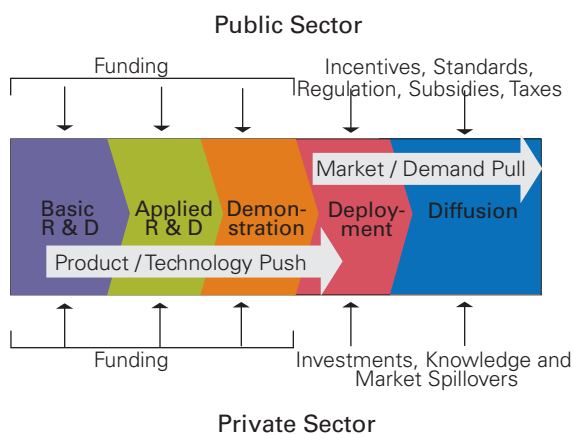 Public Sector
Funding
Incentives, Standards,
Regulation, Subsidies, Taxes
Market / Demand Pull
Basic
R & D
Applied
R & D
Demon-
stration
Deploy-
ment
Diffusion
Product / Technology Push
Funding
Investments, Knowledge and
Market Spillovers
Private Sector